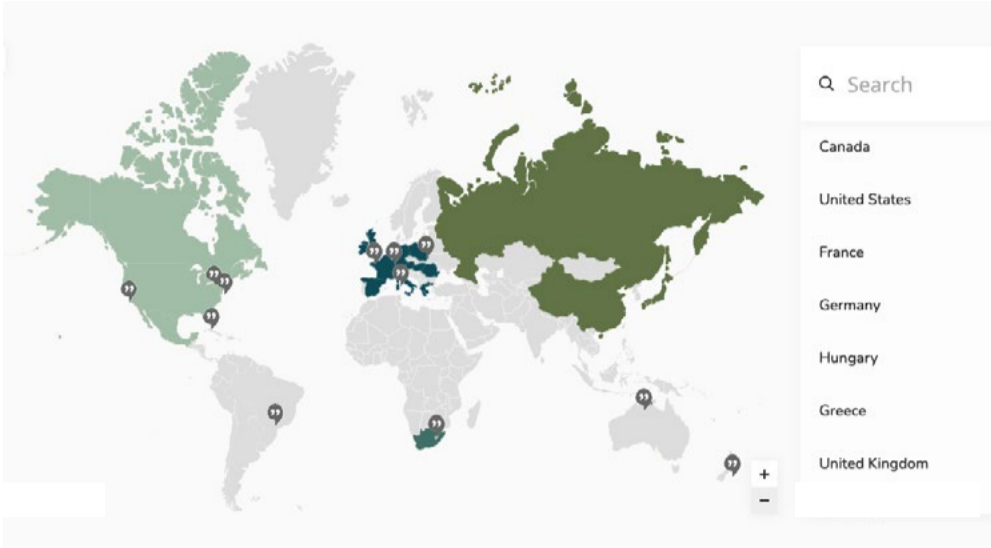 Search
Canada
United States
France
Germany
Hungary
Greece
United Kingdom
+
−